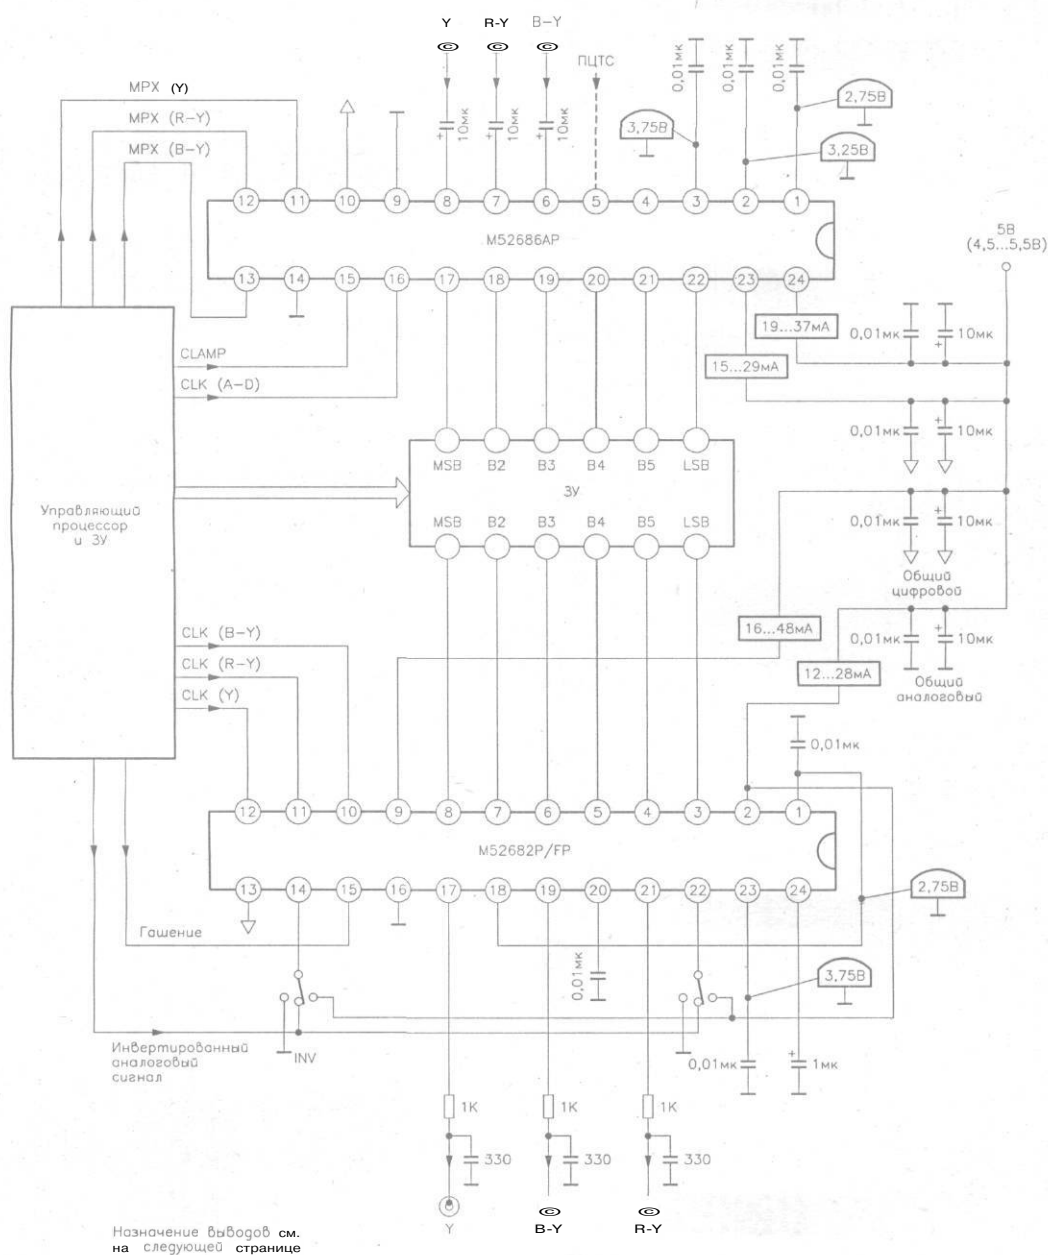 Y R-Y B-Y
© © ©
ПЦТС
0,01мк 0,01мк 0,01мк
2,75В
3,75В
3,25В
MPX (Y)
MPX (R-Y)
MPX (B-Y)
+ 10мк + 10мк + 10мк
12 11 10 9 8 7 6 5 4 3 2 1
M52686AP
13 14 15 16 17 18 19 20 21 22 23 24
5В
(4,5...5,5В)
19...37мА
0,01мк + 10мк
15...29мА
CLAMP
CLK (A-D)
0,01мк + 10мк
MSB B2 B3 B4 B5 LSB
ЗУ
MSB B2 B3 B4 B5 LSB
Управляющий
процессор
и ЗУ
0,01мк + 10мк
Общий
цифровой
16...48мА
0,01мк + 10мк
12...28мА
Общий
аналоговый
CLK (B-Y)
CLK (R-Y)
CLK (Y)
0,01мк
12 11 10 9 8 7 6 5 4 3 2 1
M52682P/FP
13 14 15 16 17 18 19 20 21 22 23 24
2,75В
Гашение
0,01мк
3,75В
INV
Инвертированный
аналоговый
сигнал
0,01мк + 1мк
1К 1К 1К
330 330 330
© ©
Y B-Y R-Y
Назначение выводов см.
на следующей странице